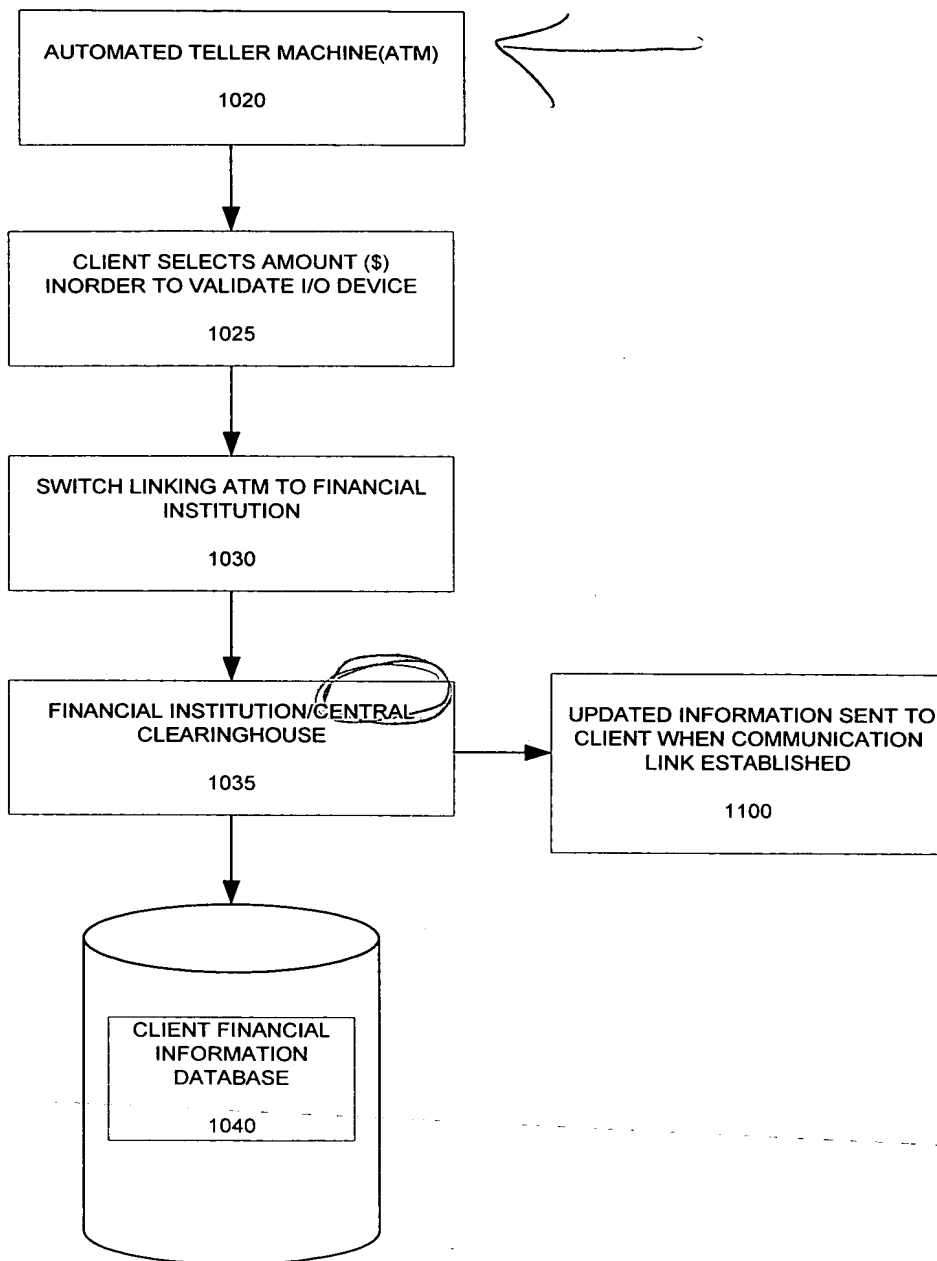 AUTOMATED TELLER MACHINE(ATM)
1020
CLIENT SELECTS AMOUNT ($)
INORDER TO VALIDATE I/O DEVICE
1025
SWITCH LINKING ATM TO FINANCIAL
INSTITUTION
1030
FINANCIAL INSTITUTION/CENTRAL
CLEARINGHOUSE
1035
UPDATED INFORMATION SENT TO
CLIENT WHEN COMMUNICATION
LINK ESTABLISHED
1100
CLIENT FINANCIAL
INFORMATION
DATABASE
1040